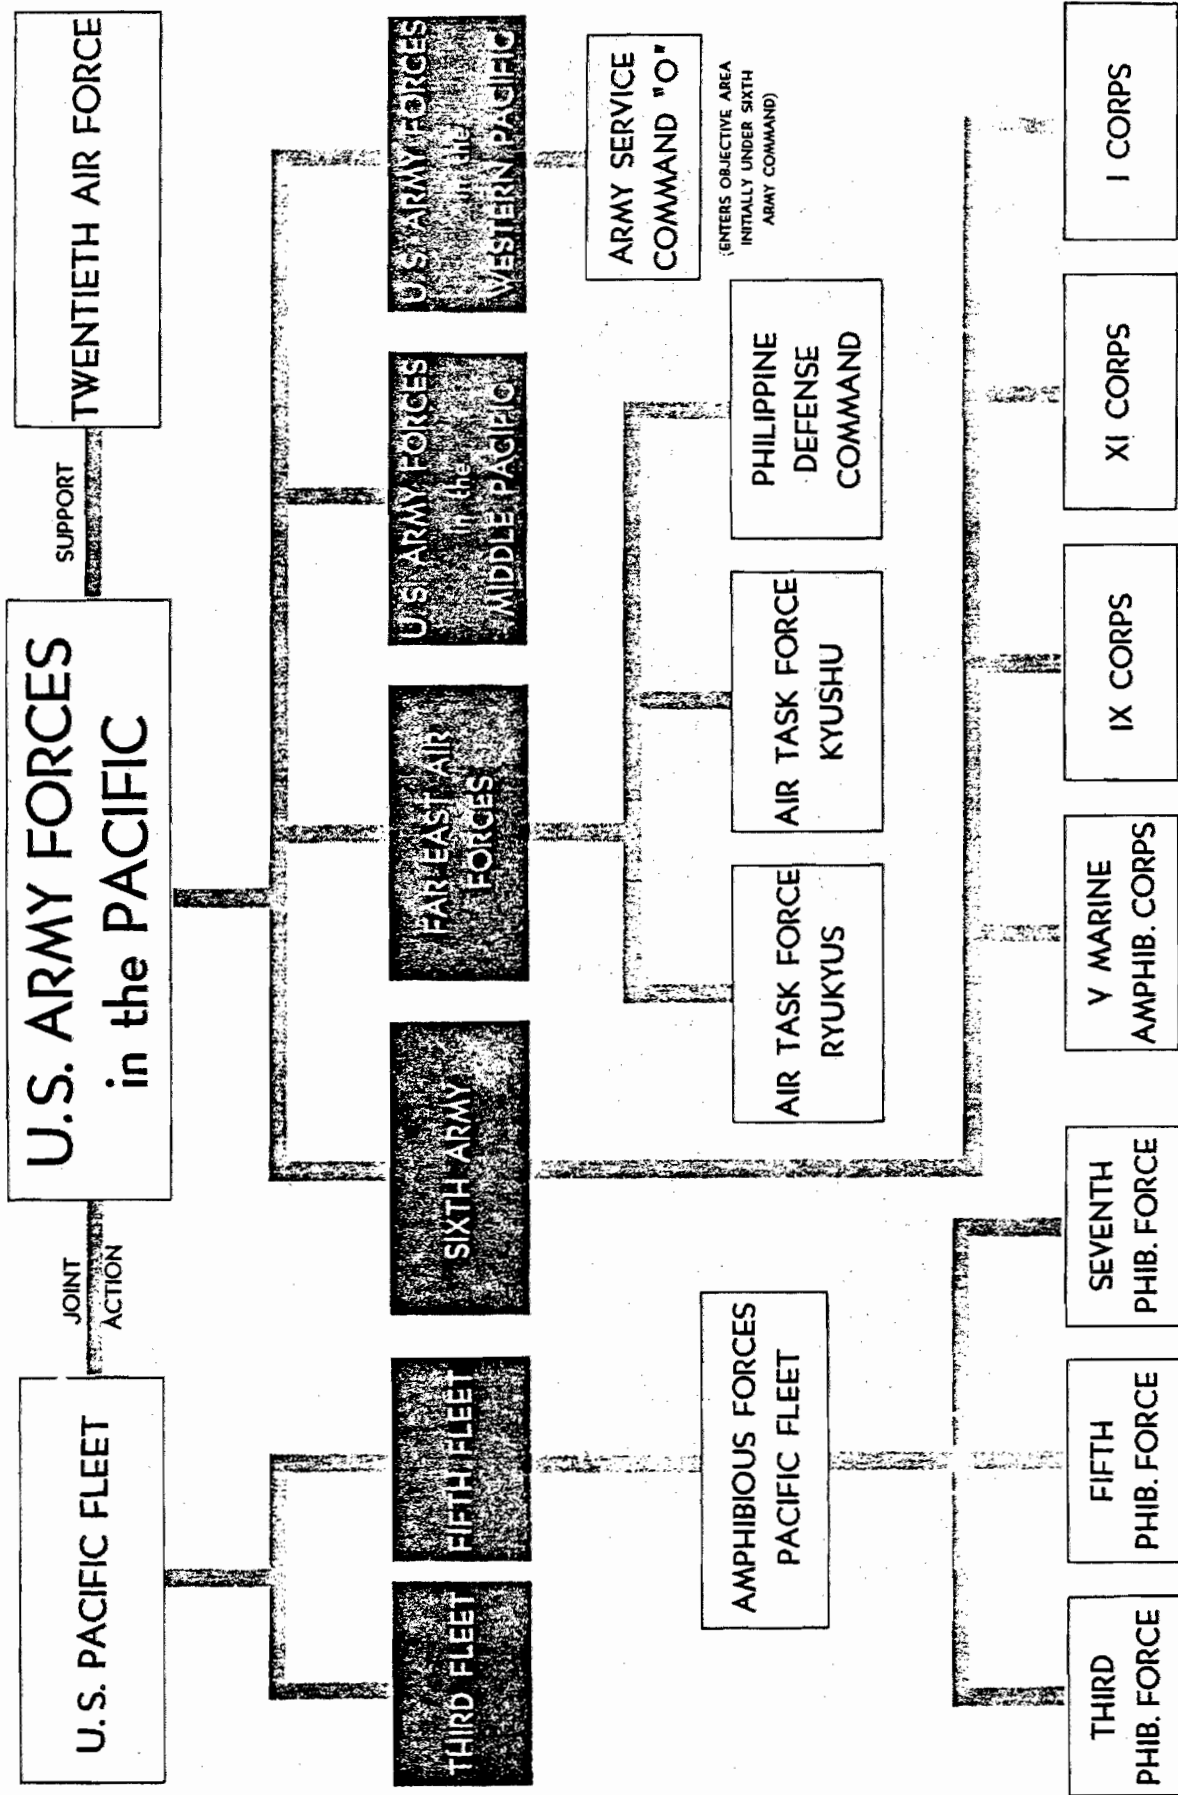 U.S. PACIFIC FLEET
JOINT
ACTION
U.S. ARMY FORCES
in the PACIFIC
SUPPORT
TWENTIETH AIR FORCE
THIRD FLEET
FIFTH FLEET
SIXTH ARMY
FAR EAST AIR
FORCES
U.S. ARMY FORCES
in the
MIDDLE PACIFIC
U.S. ARMY FORCES
in the
WESTERN PACIFIC
ARMY SERVICE
COMMAND "O"
(ENTERS OBJECTIVE AREA
INITIALLY UNDER SIXTH
ARMY COMMAND)
AMPHIBIOUS FORCES
PACIFIC FLEET
AIR TASK FORCE
RYUKYUS
AIR TASK FORCE
KYUSHU
PHILIPPINE
DEFENSE
COMMAND
THIRD
PHIB. FORCE
FIFTH
PHIB. FORCE
SEVENTH
PHIB. FORCE
V MARINE
AMPHIB. CORPS
IX CORPS
XI CORPS
I CORPS